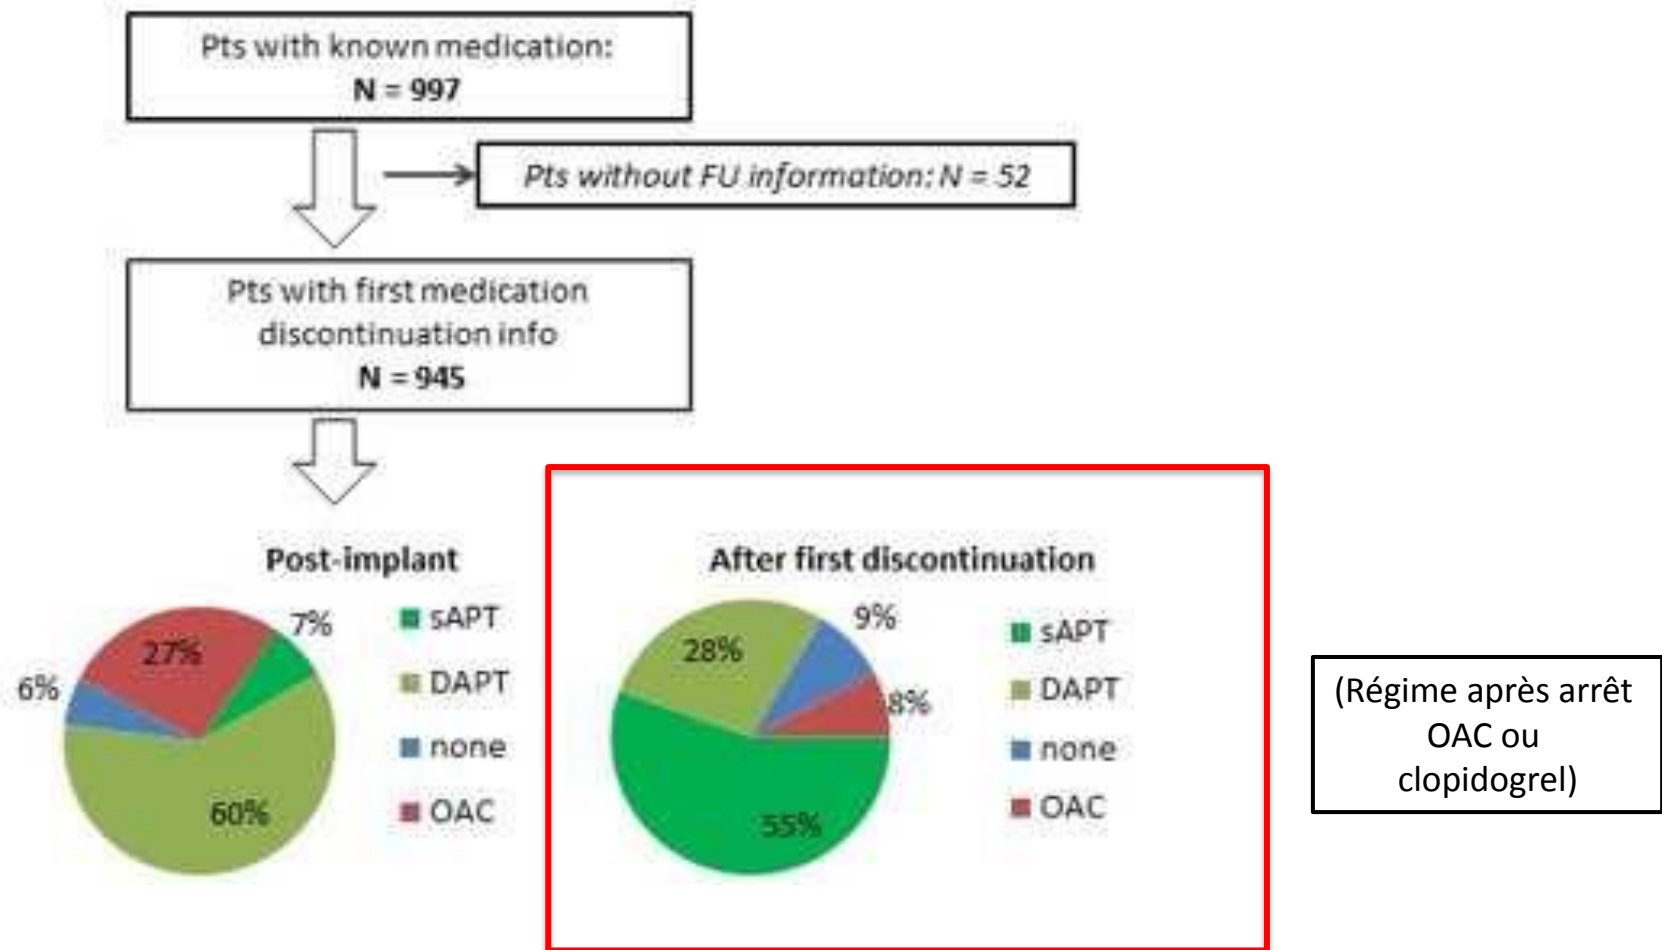 Pts with known medication:
N = 997
Pts without FU information: N = 52
Pts with first medication
discontinuation info
N = 945
Post-implant
7%
27%
6%
60%
sAPT
DAPT
none
OAC
After first discontinuation
9%
28%
8%
55%
sAPT
DAPT
none
OAC
(Régime après arrêt
OAC ou
clopidogrel)